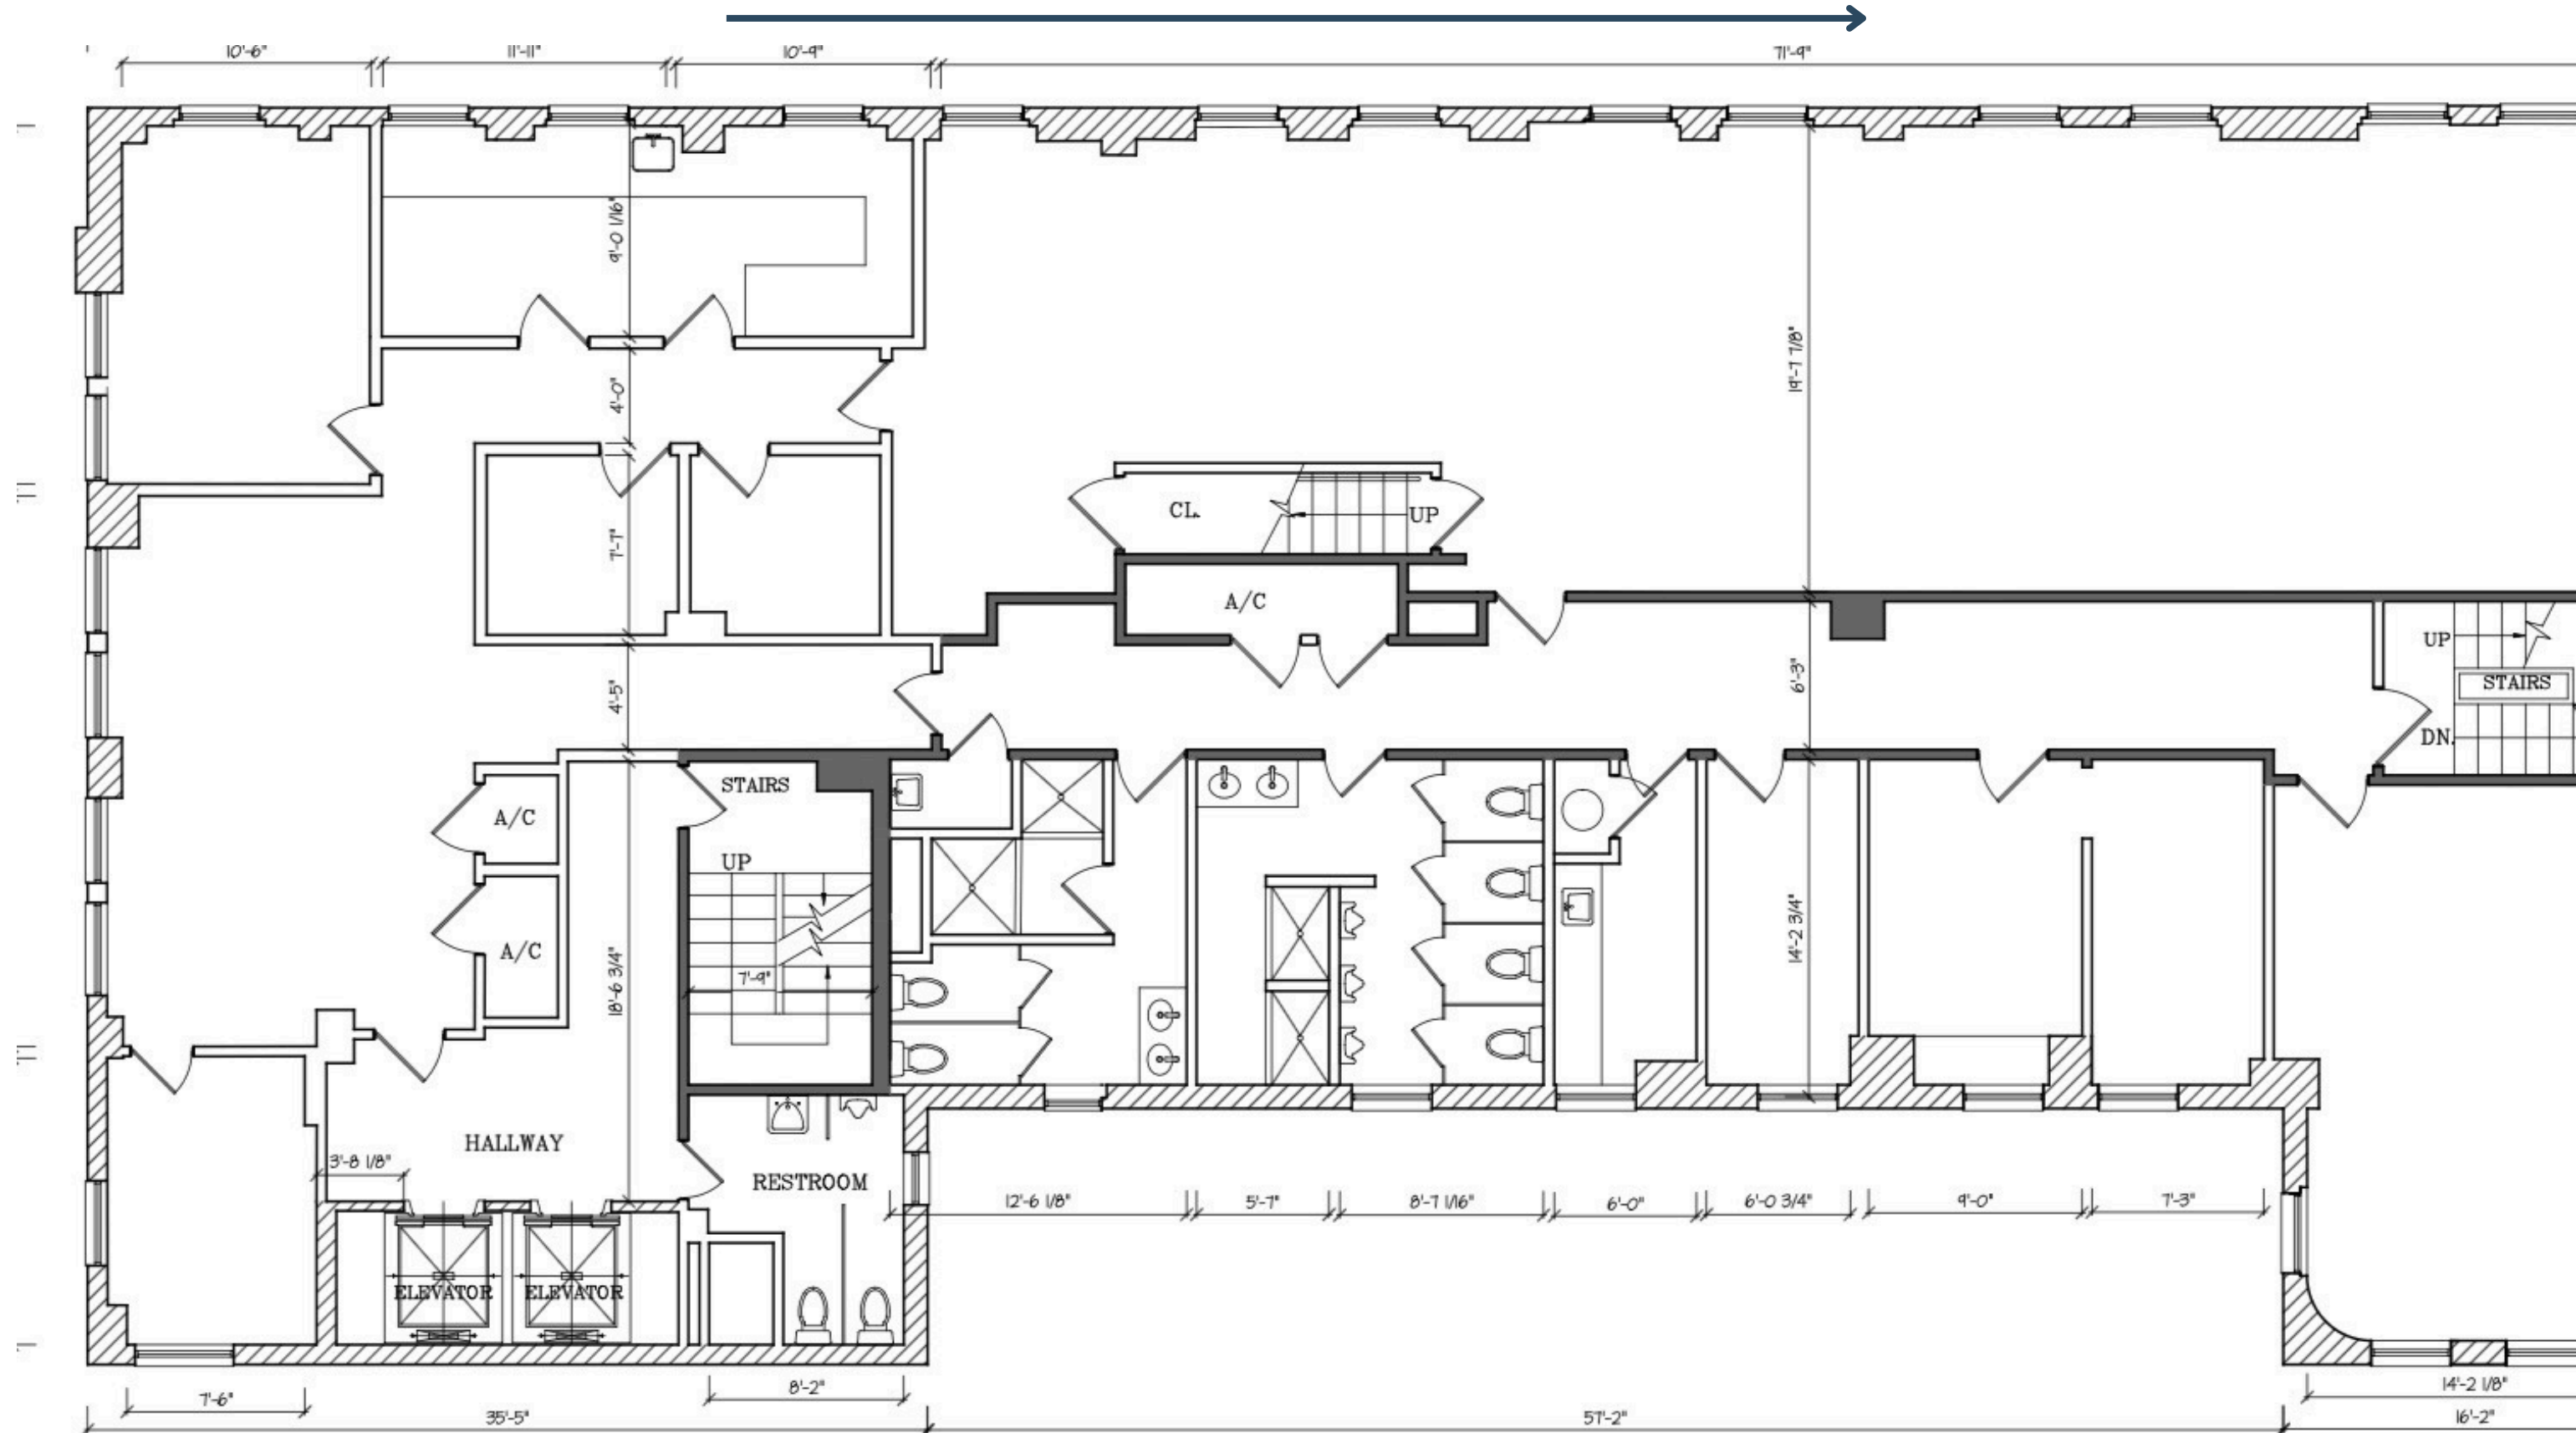 10'-6"
11'-11"
10'-9"
71'-9"
9'-0 1/16"
4'-0"
19'-7 7/8"
CL.
UP
7'-7"
A/C
UP
STAIRS
DN.
6'-3"
4'-5"
STAIRS
A/C
UP
A/C
7'-9"
18'-6 3/4"
14'-2 3/4"
HALLWAY
3'-8 1/8"
RESTROOM
12'-6 1/8"
5'-7"
8'-7 1/16"
6'-0"
6'-0 3/4"
9'-0"
7'-3"
ELEVATOR
ELEVATOR
7'-6"
8'-2"
14'-2 1/8"
35'-5"
57'-2"
16'-2"